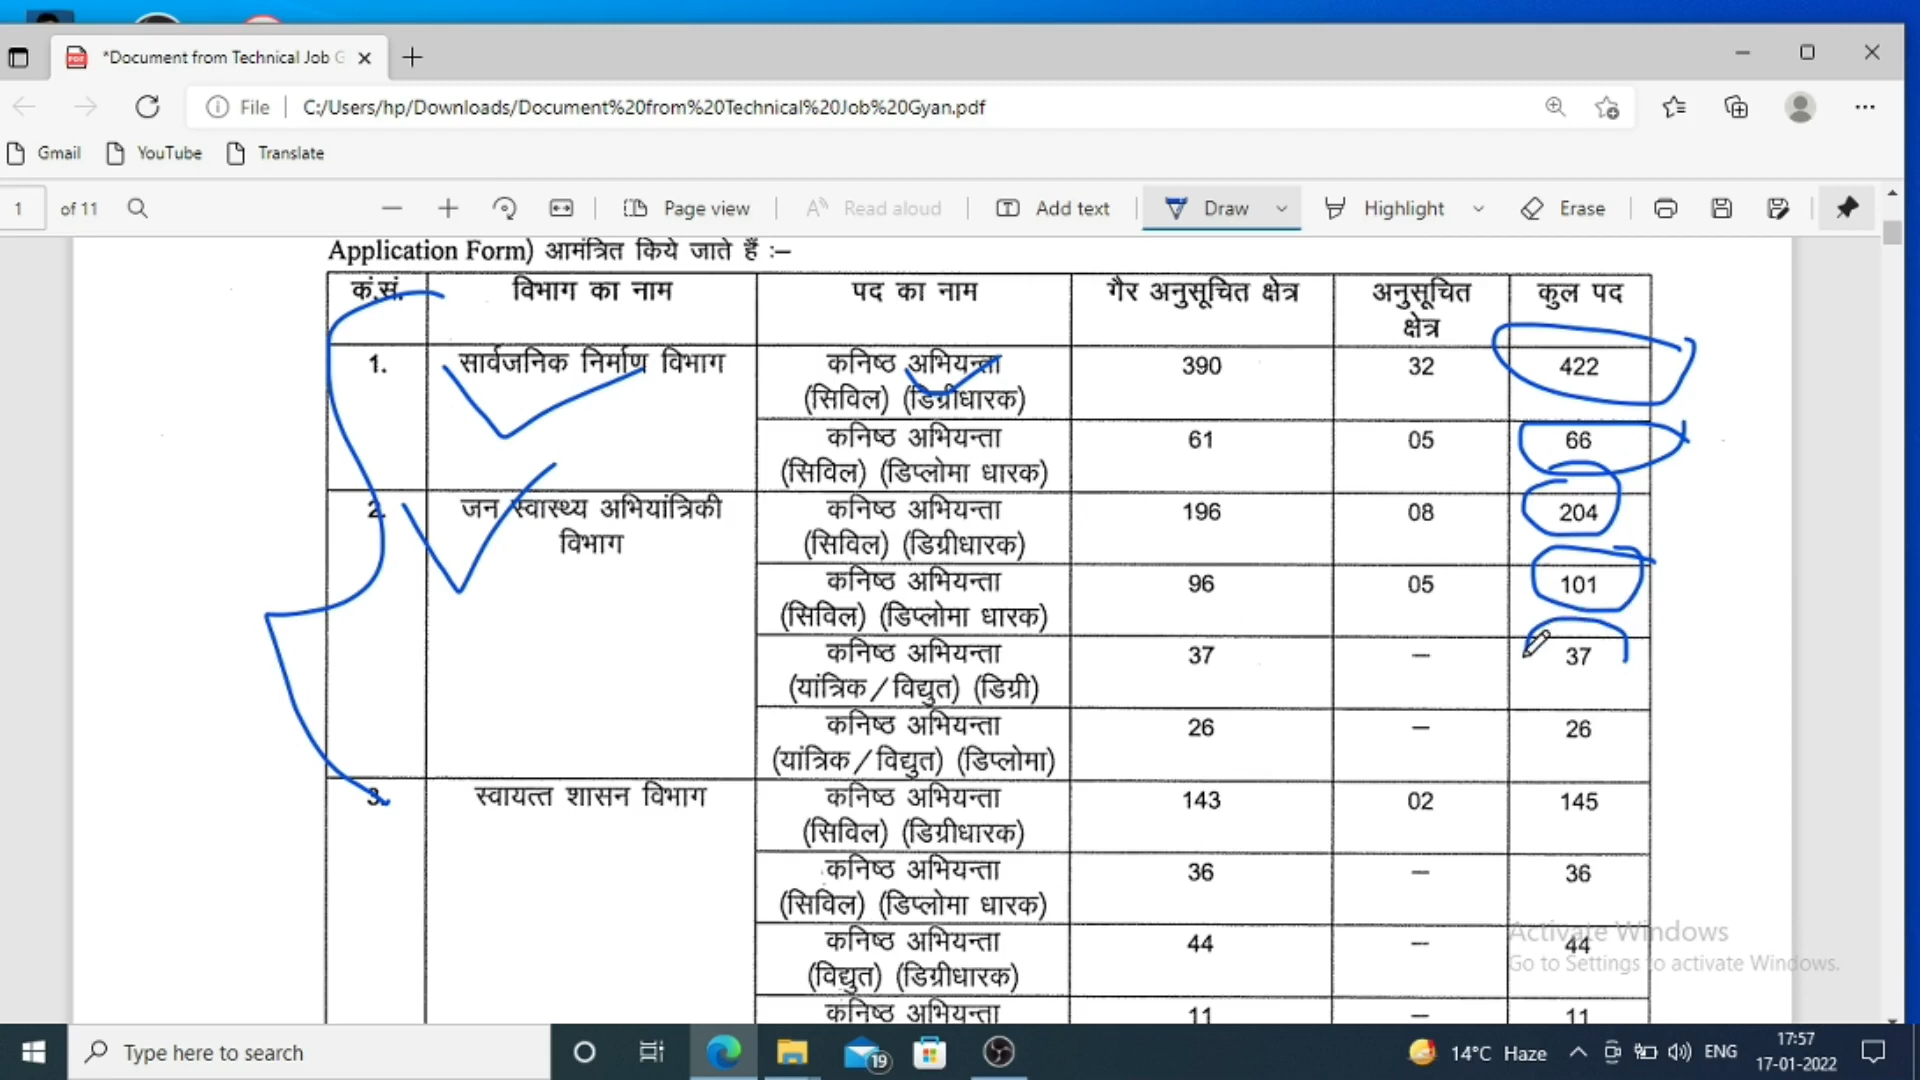 *Document from Technical Job G
File
C:/Users/hp/Downloads/Document%20from%20Technical%20Job%20Gyan.pdf
Gmail YouTube Translate
1 of 11 Page view Read aloud Add text Draw Highlight Erase
Application Form) आमंत्रित किये जाते हैं :–
कं.सं. विभाग का नाम पद का नाम गैर अनुसूचित क्षेत्र अनुसूचित कुल पद
क्षेत्र
1. सार्वजनिक निर्माण विभाग कनिष्ठ अभियन्ता 390 32 422
(सिविल) (डिग्रीधारक)
कनिष्ठ अभियन्ता 61 05 66
(सिविल) (डिप्लोमा धारक)
2. जन स्वास्थ्य अभियांत्रिकी कनिष्ठ अभियन्ता 196 08 204
विभाग (सिविल) (डिग्रीधारक)
कनिष्ठ अभियन्ता 96 05 101
(सिविल) (डिप्लोमा धारक)
कनिष्ठ अभियन्ता 37 – 37
(यांत्रिक/विद्युत) (डिग्री)
कनिष्ठ अभियन्ता 26 – 26
(यांत्रिक/विद्युत) (डिप्लोमा)
3. स्वायत्त शासन विभाग कनिष्ठ अभियन्ता 143 02 145
(सिविल) (डिग्रीधारक)
कनिष्ठ अभियन्ता 36 – 36
(सिविल) (डिप्लोमा धारक)
कनिष्ठ अभियन्ता 44 – 44
(विद्युत) (डिग्रीधारक)
कनिष्ठ अभियन्ता 11 – 11
Activate Windows
Go to Settings to activate Windows.
Type here to search 19 14°C Haze ENG 17:57
17-01-2022